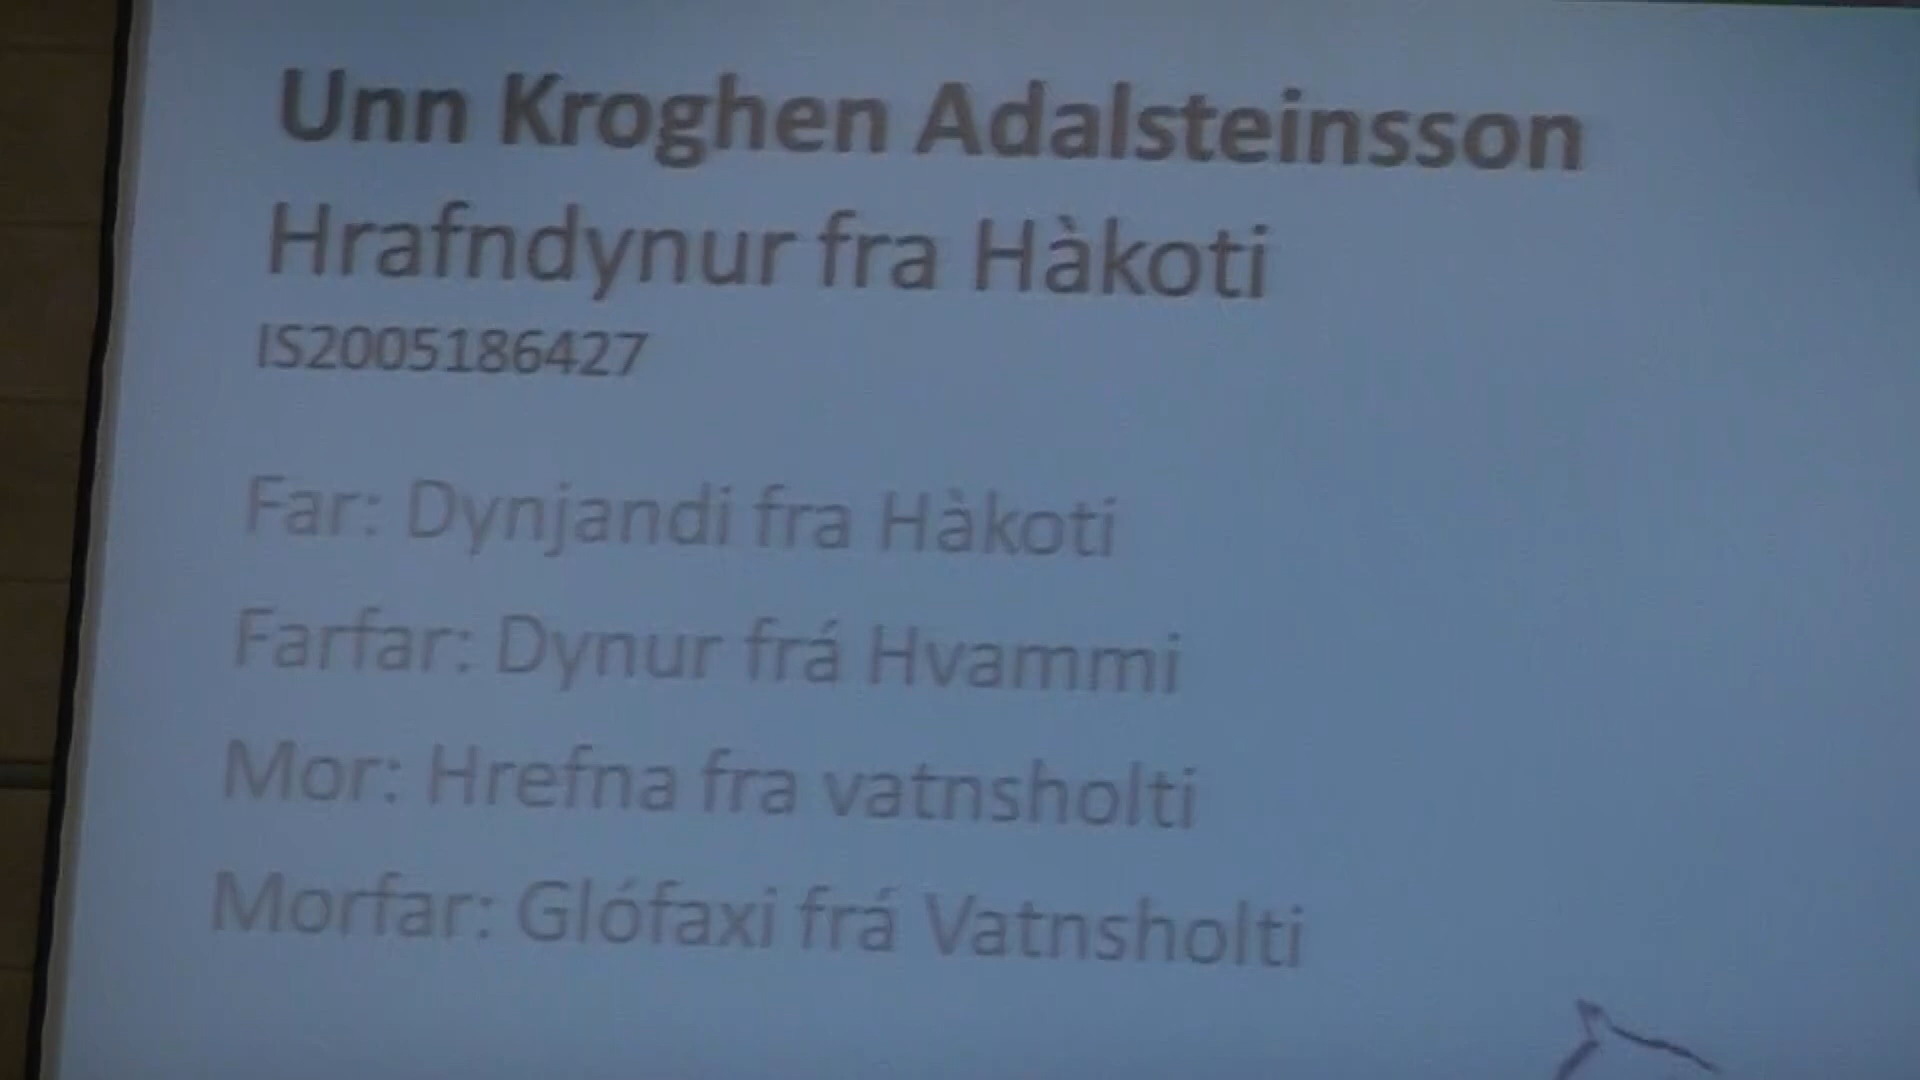 Unn Kroghen Adalsteinsson
Hrafndynur fra Hàkoti
IS2005186427
Far: Dynjandi fra Hàkoti
Farfar: Dynur frá Hvammi
Mor: Hrefna fra vatnsholti
Morfar: Glófaxi frá Vatnsholti